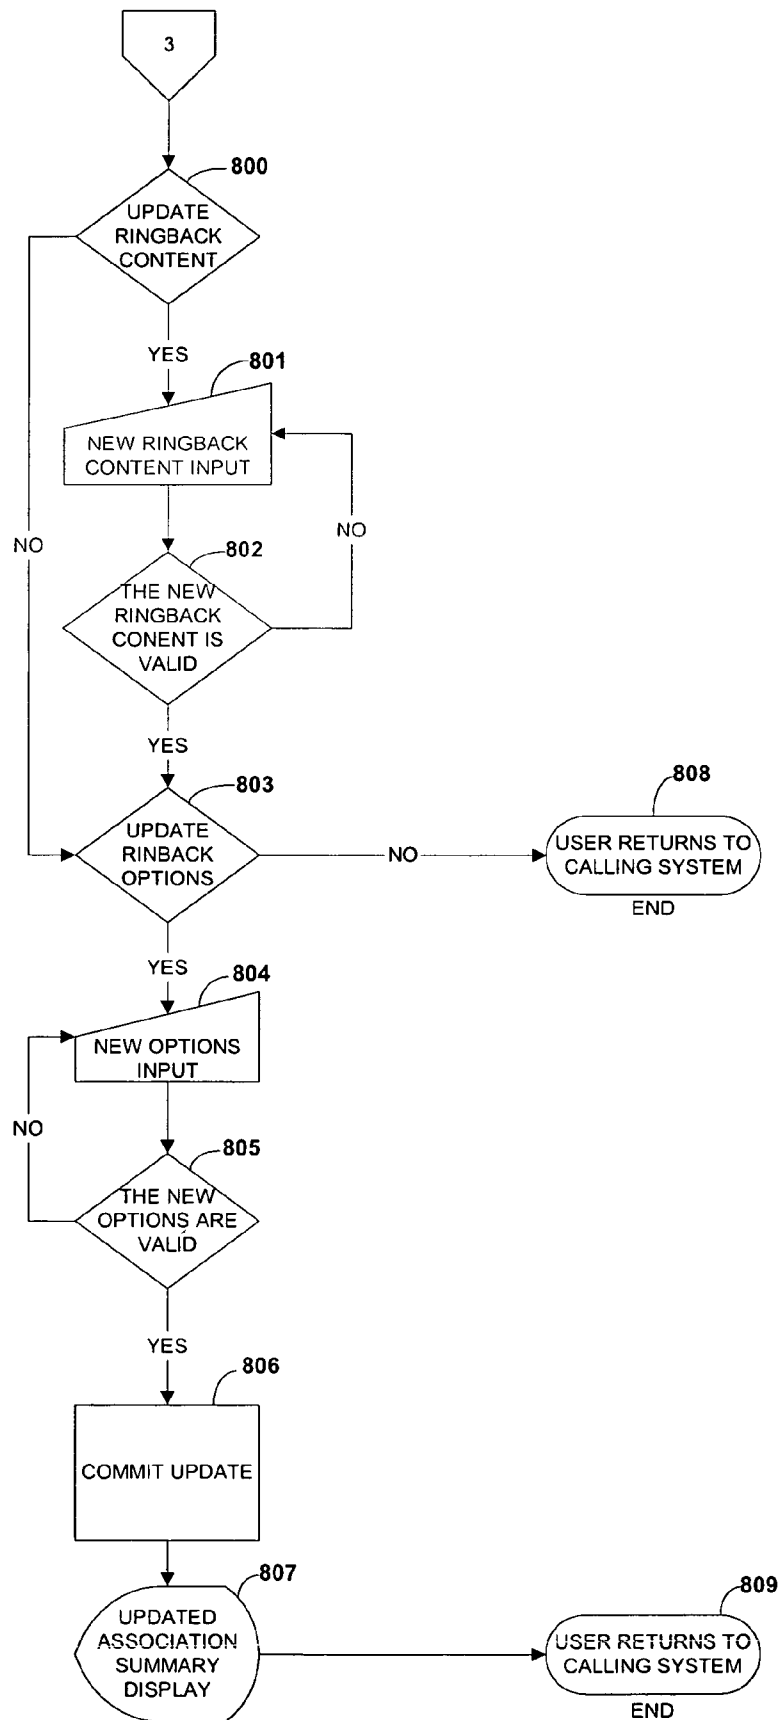 3
800
UPDATE
RINGBACK
CONTENT
YES
801
NEW RINGBACK
CONTENT INPUT
NO
NO
802
THE NEW
RINGBACK
CONENT IS
VALID
YES
803
UPDATE
RINBACK
OPTIONS
NO
808
USER RETURNS TO
CALLING SYSTEM
END
YES
804
NEW OPTIONS
INPUT
NO
805
THE NEW
OPTIONS ARE
VALID
YES
806
COMMIT UPDATE
807
UPDATED
ASSOCIATION
SUMMARY
DISPLAY
809
USER RETURNS TO
CALLING SYSTEM
END